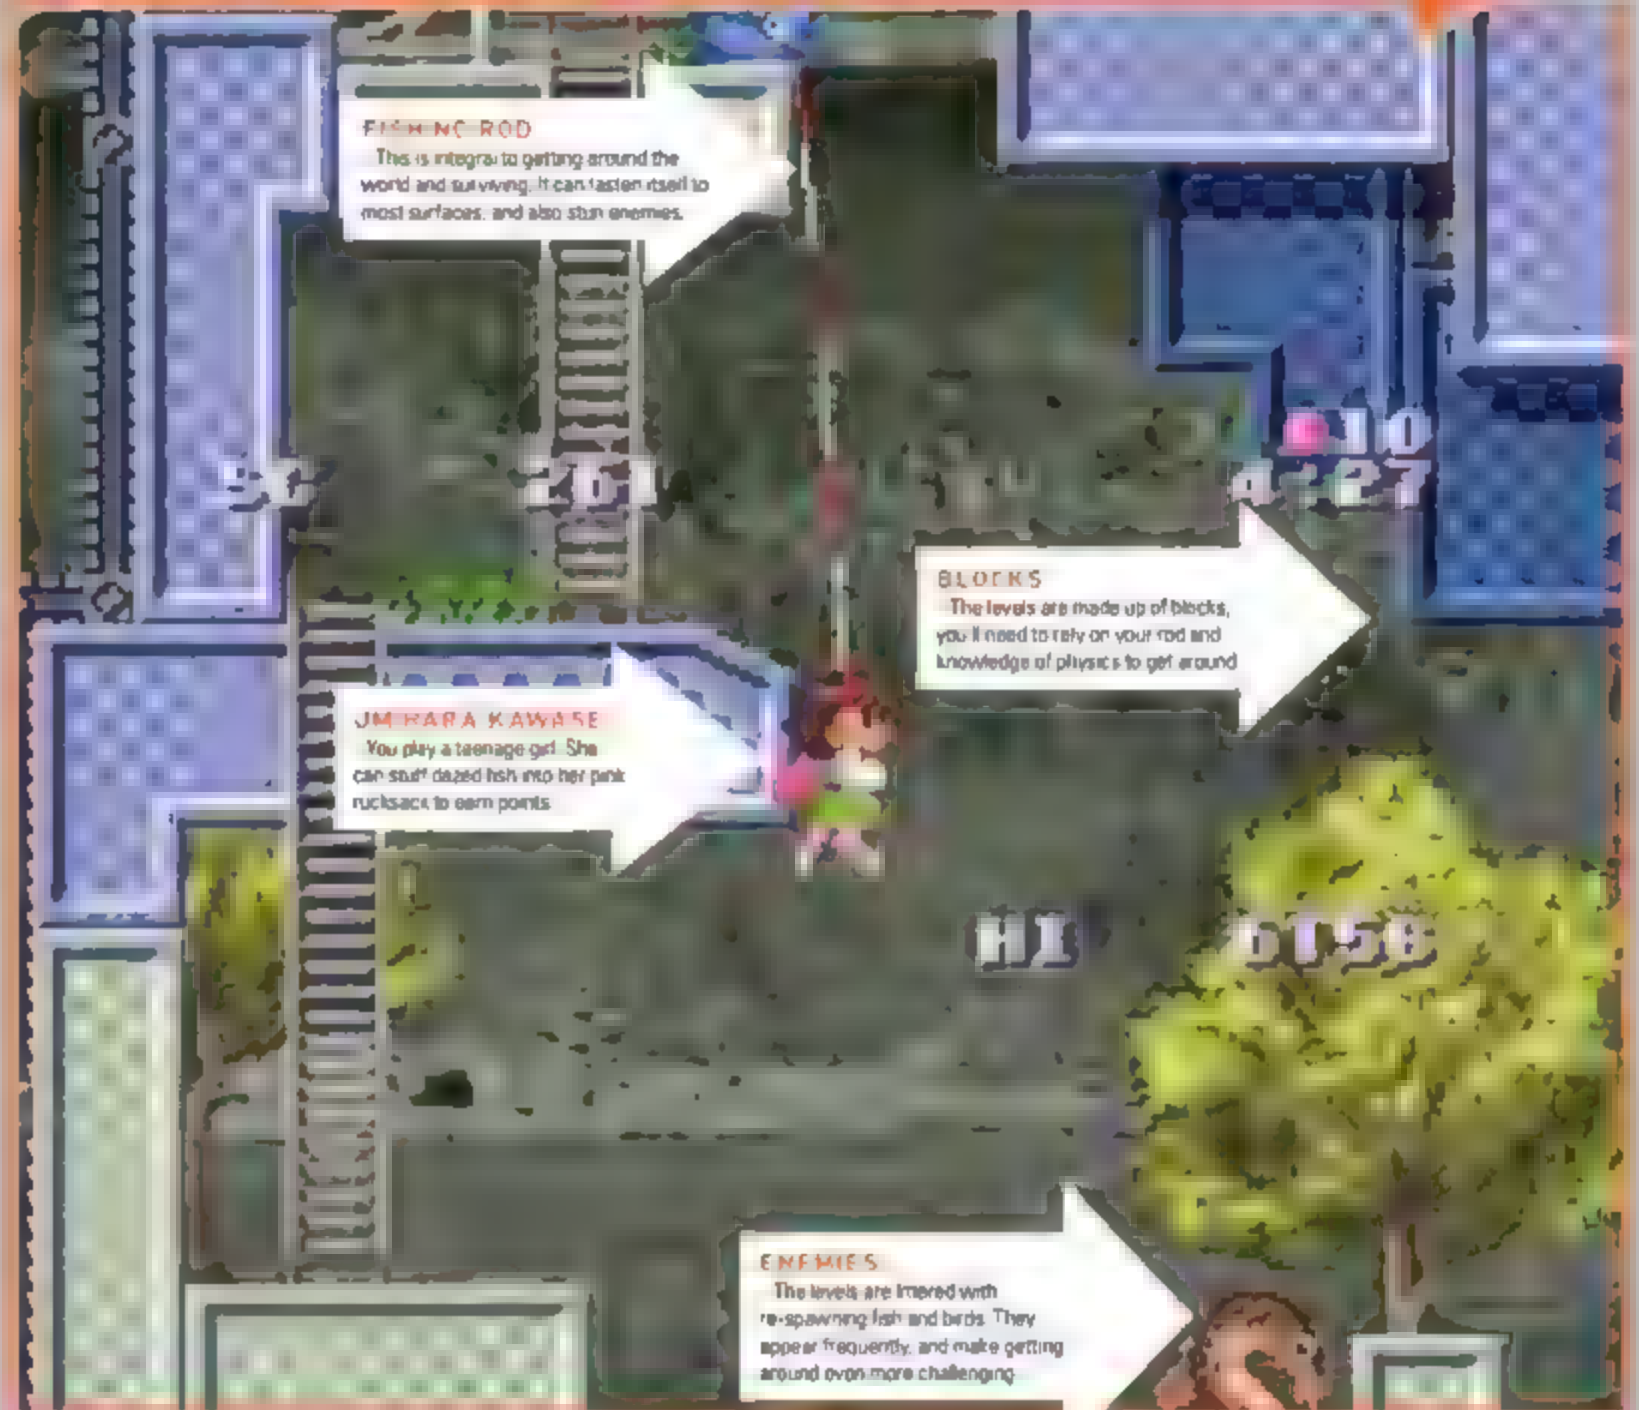 FISHING ROD
This is integral to getting around the
world and surviving. It can fasten itself to
most surfaces, and also stun enemies.
10
BLOCKS
The levels are made up of blocks,
you'll need to rely on your rod and
knowledge of physics to get around
UMIHARA KAWASE
You play a teenage girl. She
can stuff dazed fish into her pink
rucksack to earn points
HI
ENEMIES
The levels are littered with
re-spawning fish and birds. They
appear frequently, and make getting
around even more challenging